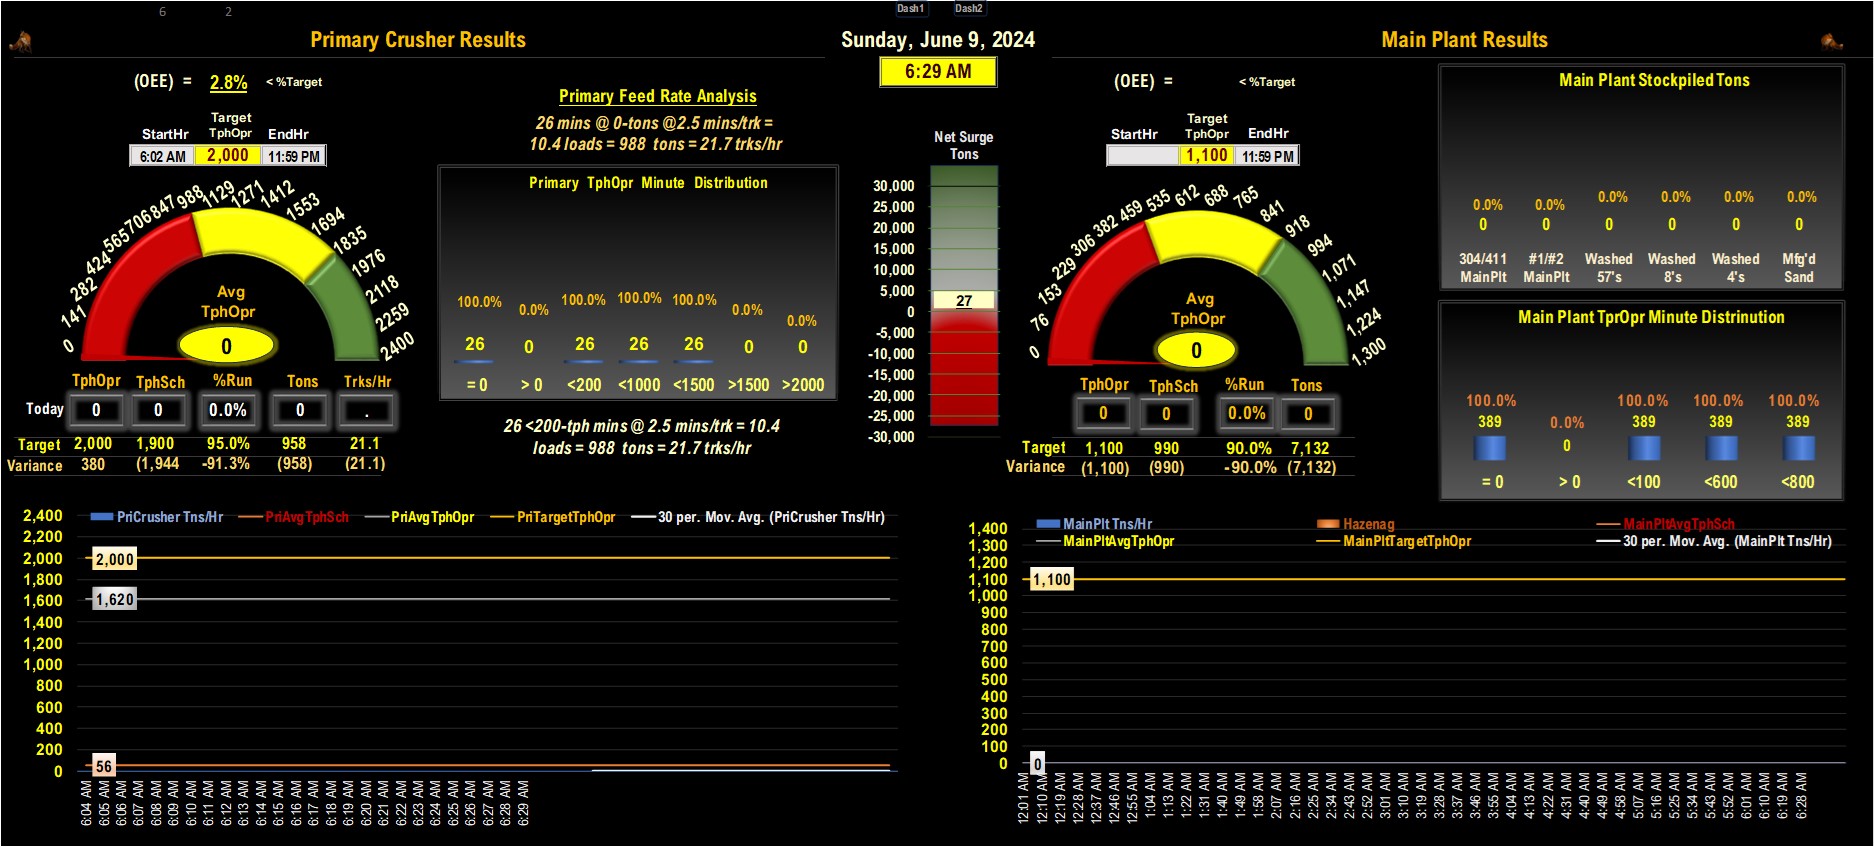 6 2
Dash1 Dash2
Primary Crusher Results
Sunday, June 9, 2024
Main Plant Results
6:29 AM
(OEE) = 2.8% < %Target
StartHr Target TphOpr EndHr
6:02 AM 2,000 11:59 PM
0 141 282 424 565 706 847 988 1129 1271 1412 1553 1694 1835 1976 2118 2259 2400
Avg
TphOpr
0
TphOpr TphSch %Run Tons Trks/Hr
Today 0 0 0.0% 0 .
Target 2,000 1,900 95.0% 958 21.1
Variance 380 (1,944 -91.3% (958) (21.1)
Primary Feed Rate Analysis
26 mins @ 0-tons @2.5 mins/trk =
10.4 loads = 988 tons = 21.7 trks/hr
Primary TphOpr Minute Distribution
100.0% 0.0% 100.0% 100.0% 100.0% 0.0% 0.0%
26 0 26 26 26 0 0
= 0 > 0 <200 <1000 <1500 >1500 >2000
26 <200-tph mins @ 2.5 mins/trk = 10.4
loads = 988 tons = 21.7 trks/hr
Net Surge
Tons
30,000
25,000
20,000
15,000
10,000
5,000
27
0
-5,000
-10,000
-15,000
-20,000
-25,000
-30,000
(OEE) = < %Target
StartHr Target TphOpr EndHr
1,100 11:59 PM
0 76 153 229 306 382 459 535 612 688 765 841 918 994 1,071 1,147 1,224 1,300
Avg
TphOpr
0
TphOpr TphSch %Run Tons
0 0 0.0% 0
Target 1,100 990 90.0% 7,132
Variance (1,100) (990) -90.0% (7,132)
Main Plant Stockpiled Tons
0.0% 0.0% 0.0% 0.0% 0.0% 0.0%
0 0 0 0 0 0
304/411 #1/#2 Washed Washed Washed Mfg'd
MainPlt MainPlt 57's 8's 4's Sand
Main Plant TprOpr Minute Distrinution
100.0% 0.0% 100.0% 100.0% 100.0%
389 0 389 389 389
= 0 > 0 <100 <600 <800
PriCrusher Tns/Hr PriAvgTphSch PriAvgTphOpr PriTargetTphOpr 30 per. Mov. Avg. (PriCrusher Tns/Hr)
2,400
2,200
2,000
1,800
1,600
1,400
1,200
1,000
800
600
400
200
0
2,000
1,620
56
6:04 AM 6:05 AM 6:06 AM 6:07 AM 6:08 AM 6:09 AM 6:10 AM 6:11 AM 6:12 AM 6:13 AM 6:14 AM 6:15 AM 6:16 AM 6:17 AM 6:18 AM 6:19 AM 6:20 AM 6:21 AM 6:22 AM 6:23 AM 6:24 AM 6:25 AM 6:26 AM 6:27 AM 6:28 AM 6:29 AM
MainPlt Tns/Hr Hazenag MainPltAvgTphSch
MainPltAvgTphOpr MainPltTargetTphOpr 30 per. Mov. Avg. (MainPlt Tns/Hr)
1,400
1,300
1,200
1,100
1,000
900
800
700
600
500
400
300
200
100
0
1,100
0
12:01 AM 12:10 AM 12:19 AM 12:28 AM 12:37 AM 12:46 AM 12:55 AM 1:04 AM 1:13 AM 1:22 AM 1:31 AM 1:40 AM 1:49 AM 1:58 AM 2:07 AM 2:16 AM 2:25 AM 2:34 AM 2:43 AM 2:52 AM 3:01 AM 3:10 AM 3:19 AM 3:28 AM 3:37 AM 3:46 AM 3:55 AM 4:04 AM 4:13 AM 4:22 AM 4:31 AM 4:40 AM 4:49 AM 4:58 AM 5:07 AM 5:16 AM 5:25 AM 5:34 AM 5:43 AM 5:52 AM 6:01 AM 6:10 AM 6:19 AM 6:28 AM